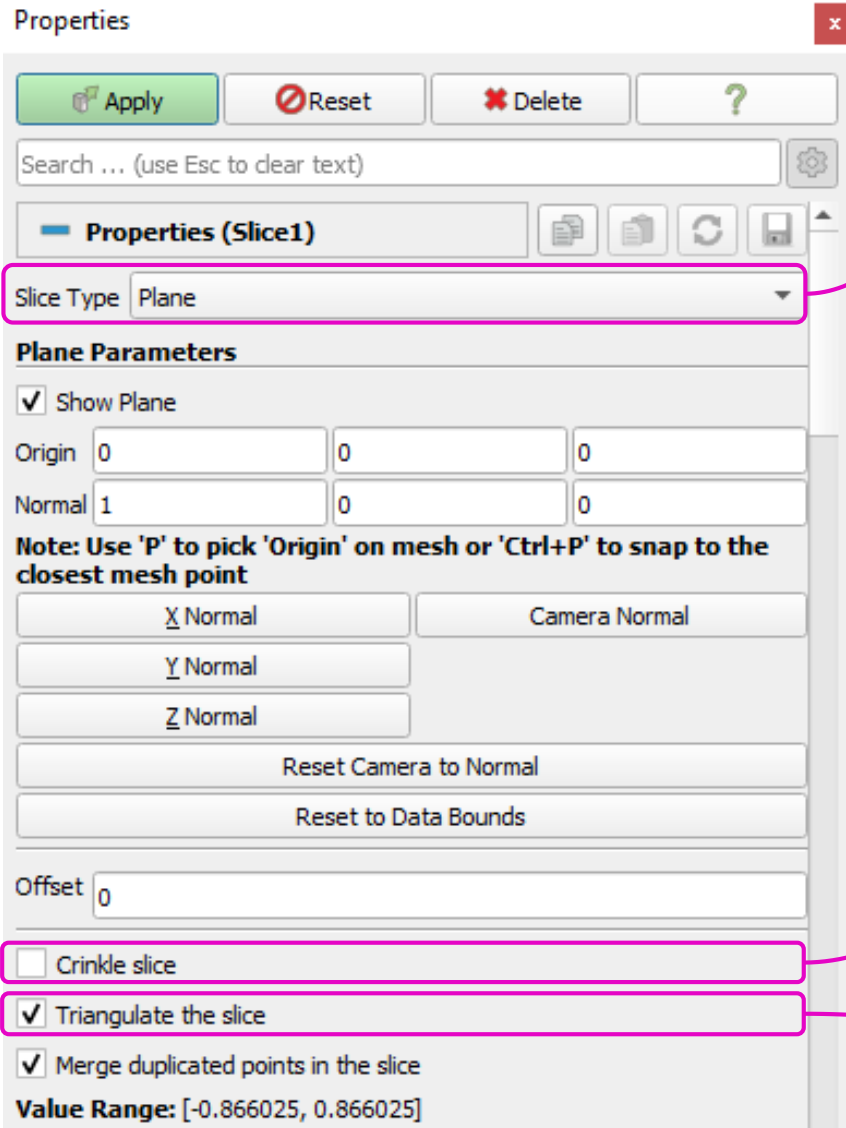 Properties
x
Apply Reset Delete ?
Search ... (use Esc to clear text)
Properties (Slice1)
Slice Type Plane
Plane Parameters
Show Plane
Origin 0 0 0
Normal 1 0 0
Note: Use 'P' to pick 'Origin' on mesh or 'Ctrl+P' to snap to the
closest mesh point
X Normal Camera Normal
Y Normal
Z Normal
Reset Camera to Normal
Reset to Data Bounds
Offset 0
Crinkle slice
Triangulate the slice
Merge duplicated points in the slice
Value Range: [-0.866025, 0.866025]